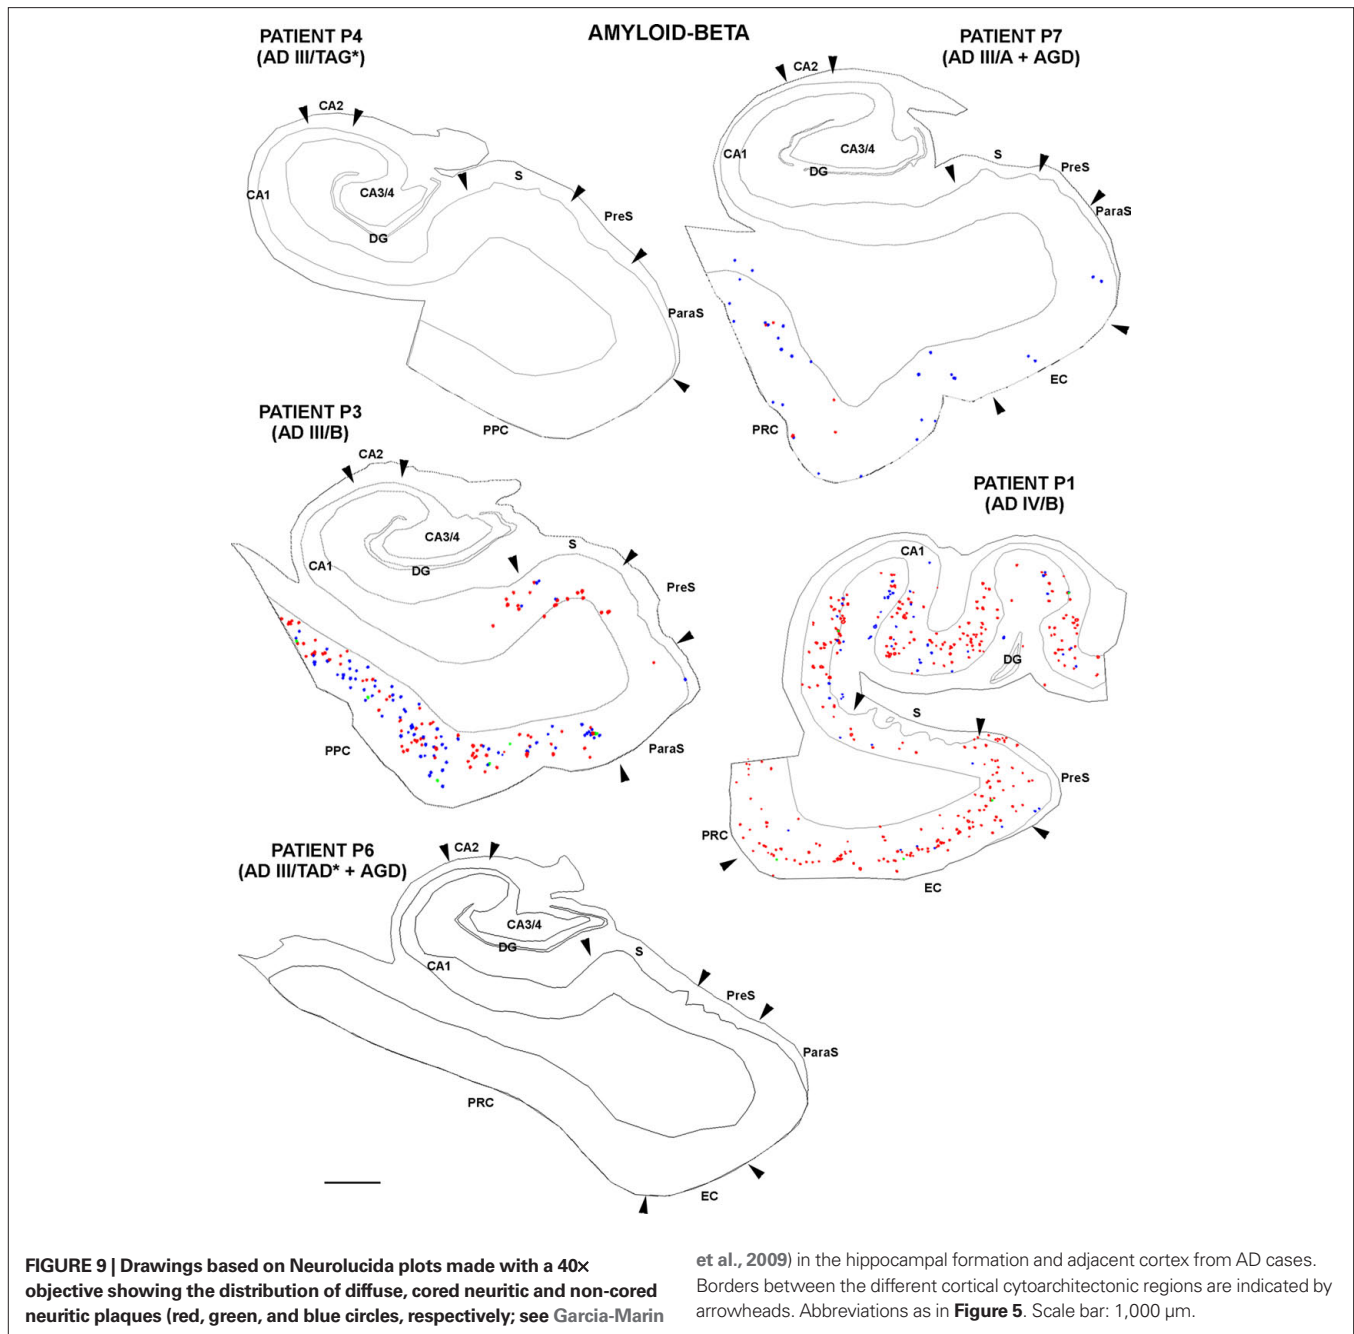 AMYLOID-BETA
PATIENT P4
(AD III/TAG*)
CA2
CA1
CA3/4
DG
S
PreS
ParaS
PPC
PATIENT P7
(AD III/A + AGD)
CA2
CA1
CA3/4
DG
S
PreS
ParaS
EC
PRC
PATIENT P3
(AD III/B)
CA2
CA3/4
CA1
DG
S
PreS
ParaS
PPC
PATIENT P1
(AD IV/B)
CA1
DG
S
PreS
PRC
EC
PATIENT P6
(AD III/TAD* + AGD)
CA2
CA3/4
DG
CA1
S
PreS
ParaS
PRC
EC
FIGURE 9 | Drawings based on Neurolucida plots made with a 40×
objective showing the distribution of diffuse, cored neuritic and non-cored
neuritic plaques (red, green, and blue circles, respectively; see Garcia-Marin
et al., 2009) in the hippocampal formation and adjacent cortex from AD cases.
Borders between the different cortical cytoarchitectonic regions are indicated by
arrowheads. Abbreviations as in Figure 5. Scale bar: 1,000 µm.